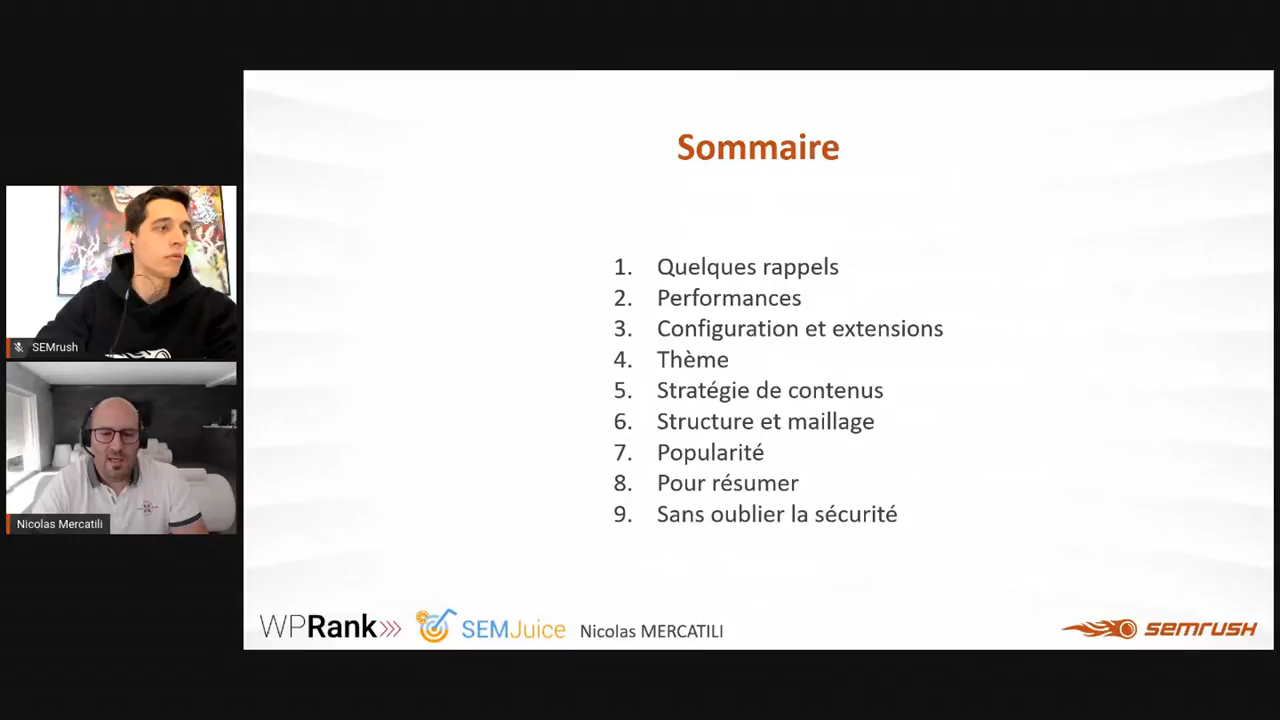 Sommaire
1. Quelques rappels
2. Performances
3. Configuration et extensions
4. Thème
5. Stratégie de contenus
6. Structure et maillage
7. Popularité
8. Pour résumer
9. Sans oublier la sécurité
SEMrush
Nicolas Mercatili
WPRank
SEMJuice
Nicolas MERCATILI
semrush